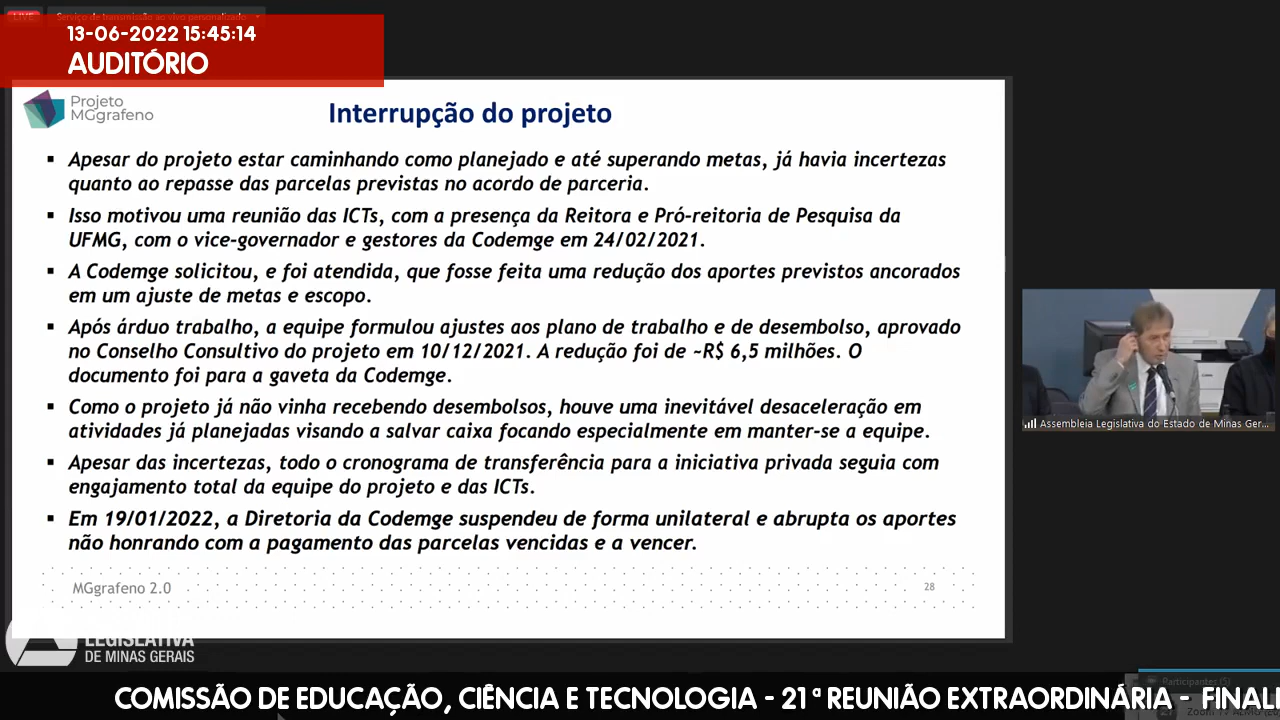 LIVE
Serviço de transmissão ao vivo personalizado
13-06-2022 15:45:14
AUDITÓRIO
Projeto
MGgrafeno
Interrupção do projeto
▪ Apesar do projeto estar caminhando como planejado e até superando metas, já havia incertezas
quanto ao repasse das parcelas previstas no acordo de parceria.
▪ Isso motivou uma reunião das ICTs, com a presença da Reitora e Pró-reitoria de Pesquisa da
UFMG, com o vice-governador e gestores da Codemge em 24/02/2021.
▪ A Codemge solicitou, e foi atendida, que fosse feita uma redução dos aportes previstos ancorados
em um ajuste de metas e escopo.
▪ Após árduo trabalho, a equipe formulou ajustes aos plano de trabalho e de desembolso, aprovado
no Conselho Consultivo do projeto em 10/12/2021. A redução foi de ~R$ 6,5 milhões. O
documento foi para a gaveta da Codemge.
▪ Como o projeto já não vinha recebendo desembolsos, houve uma inevitável desaceleração em
atividades já planejadas visando a salvar caixa focando especialmente em manter-se a equipe.
▪ Apesar das incertezas, todo o cronograma de transferência para a iniciativa privada seguia com
engajamento total da equipe do projeto e das ICTs.
▪ Em 19/01/2022, a Diretoria da Codemge suspendeu de forma unilateral e abrupta os aportes
não honrando com a pagamento das parcelas vencidas e a vencer.
MGgrafeno 2.0
28
Assembleia Legislativa do Estado de Minas Ger...
LEGISLATIVA
DE MINAS GERAIS
Participantes (5)
COMISSÃO DE EDUCAÇÃO, CIÊNCIA E TECNOLOGIA - 21ª REUNIÃO EXTRAORDINÁRIA - FINALI